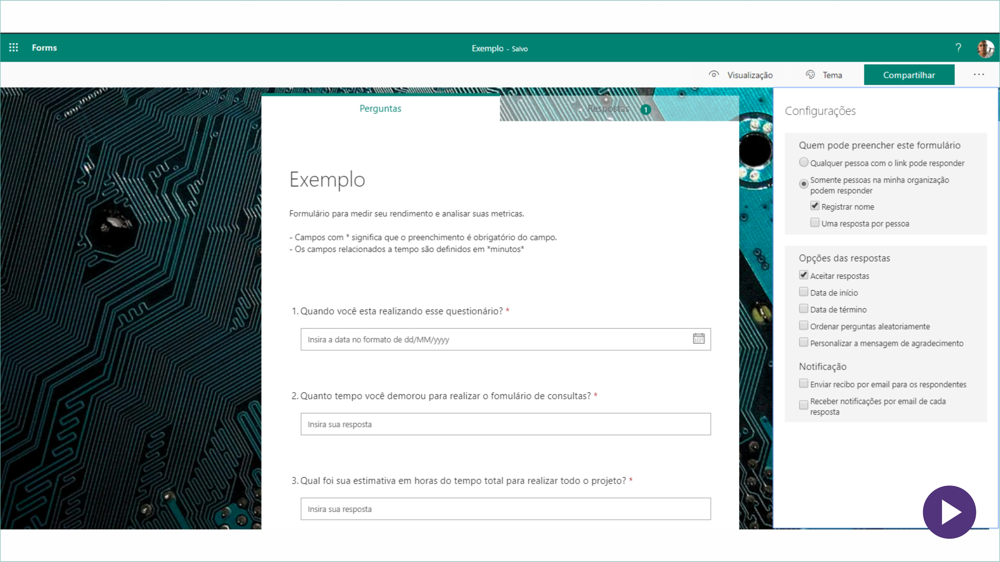 Forms
Exemplo - Salvo
?
Visualização
Tema
Compartilhar
...
Perguntas
Respostas 1
Exemplo
Formulário para medir seu rendimento e analisar suas metricas.
- Campos com * significa que o preenchimento é obrigatório do campo.
- Os campos relacionados a tempo são definidos em *minutos*
1. Quando você esta realizando esse questionário? *
Insira a data no formato de dd/MM/yyyy
2. Quanto tempo você demorou para realizar o fomulário de consultas? *
Insira sua resposta
3. Qual foi sua estimativa em horas do tempo total para realizar todo o projeto? *
Insira sua resposta
Configurações
Quem pode preencher este formulário
Qualquer pessoa com o link pode responder
Somente pessoas na minha organização
podem responder
Registrar nome
Uma resposta por pessoa
Opções das respostas
Aceitar respostas
Data de início
Data de término
Ordenar perguntas aleatoriamente
Personalizar a mensagem de agradecimento
Notificação
Enviar recibo por email para os respondentes
Receber notificações por email de cada
resposta